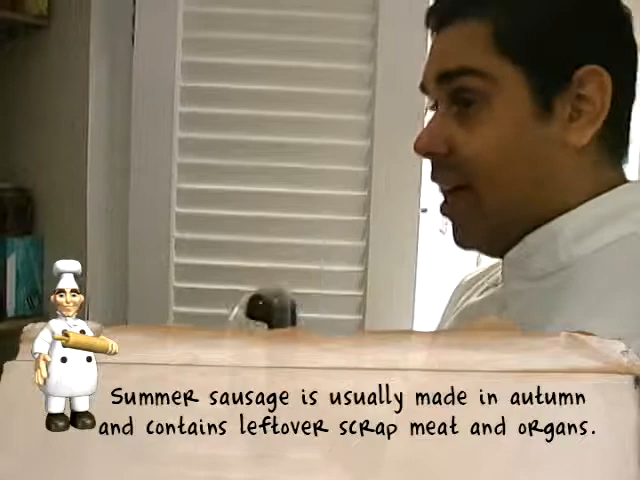 Summer sausage is usually made in autumn
and contains leftover scrap meat and organs.